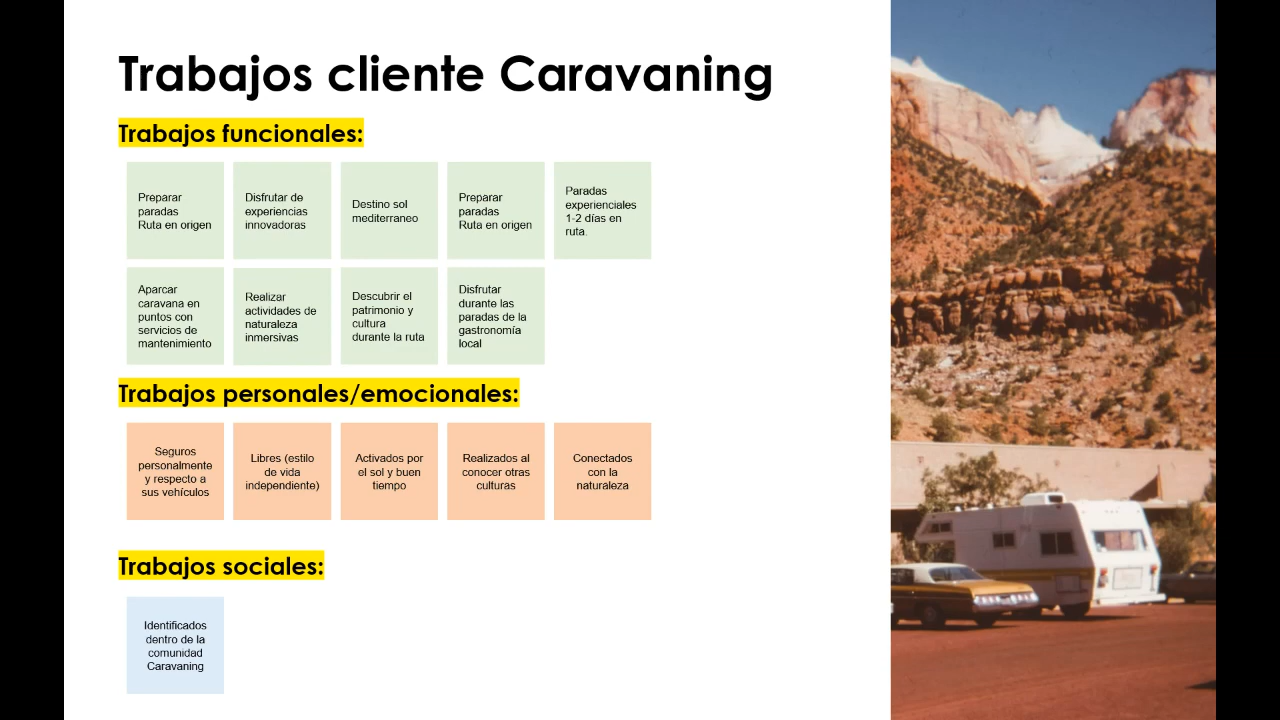 Trabajos cliente Caravaning
Trabajos funcionales:
Preparar
paradas
Ruta en origen
Disfrutar de
experiencias
innovadoras
Destino sol
mediterraneo
Preparar
paradas
Ruta en origen
Paradas
experienciales
1-2 días en
ruta.
Aparcar
caravana en
puntos con
servicios de
mantenimiento
Realizar
actividades de
naturaleza
inmersivas
Descubrir el
patrimonio y
cultura
durante la ruta
Disfrutar
durante las
paradas de la
gastronomía
local
Trabajos personales/emocionales:
Seguros
personalmente
y respecto a
sus vehículos
Libres (estilo
de vida
independiente)
Activados por
el sol y buen
tiempo
Realizados al
conocer otras
culturas
Conectados
con la
naturaleza
Trabajos sociales:
Identificados
dentro de la
comunidad
Caravaning